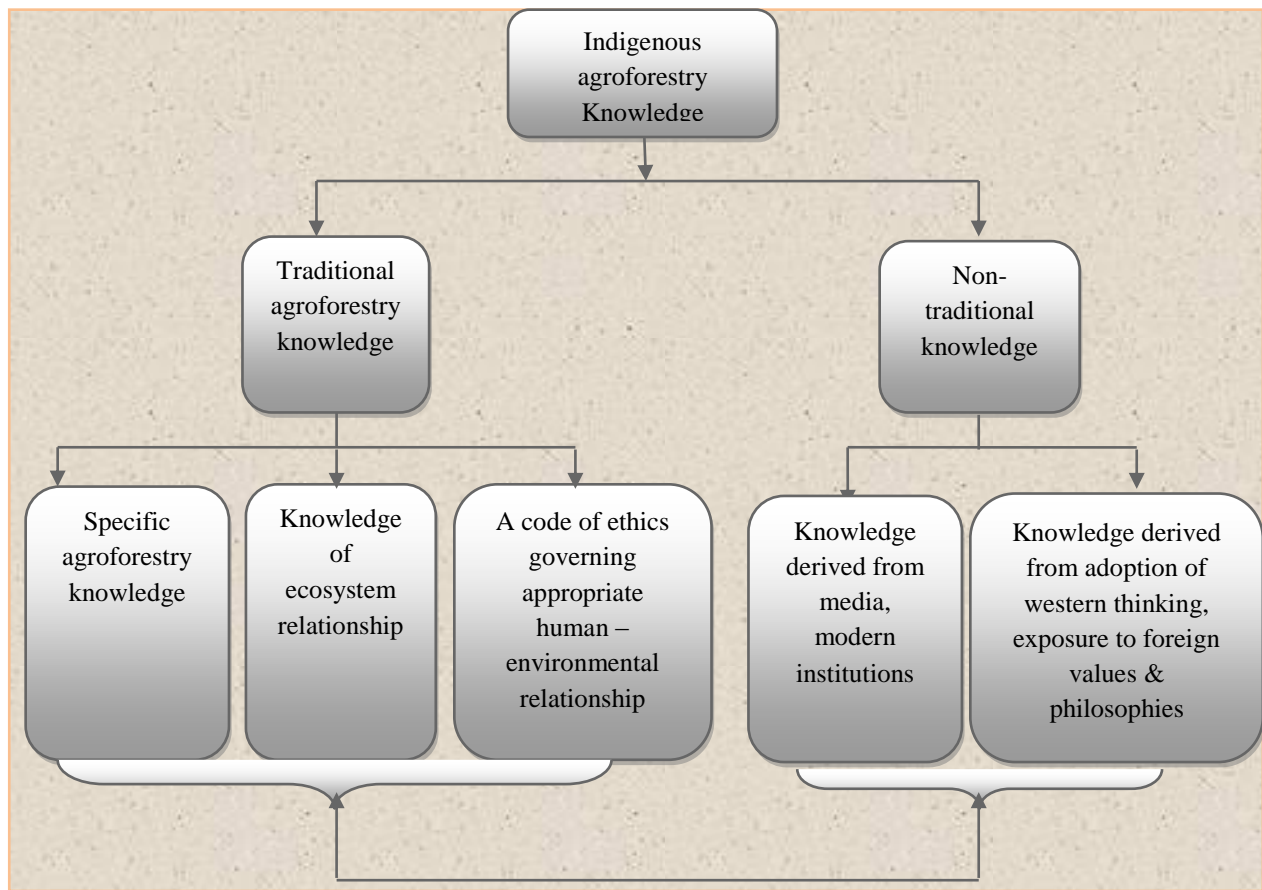 Indigenous
agroforestry
Knowledge
Traditional
agroforestry
knowledge
Non-
traditional
knowledge
Specific
agroforestry
knowledge
Knowledge
of
ecosystem
relationship
A code of ethics
governing
appropriate
human –
environmental
relationship
Knowledge
derived from
media,
modern
institutions
Knowledge derived
from adoption of
western thinking,
exposure to foreign
values &
philosophies